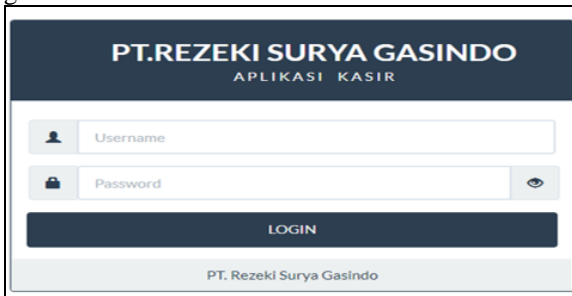 g
PT.REZEKI SURYA GASINDO
APLIKASI KASIR
Username
Password
LOGIN
PT. Rezeki Surya Gasindo